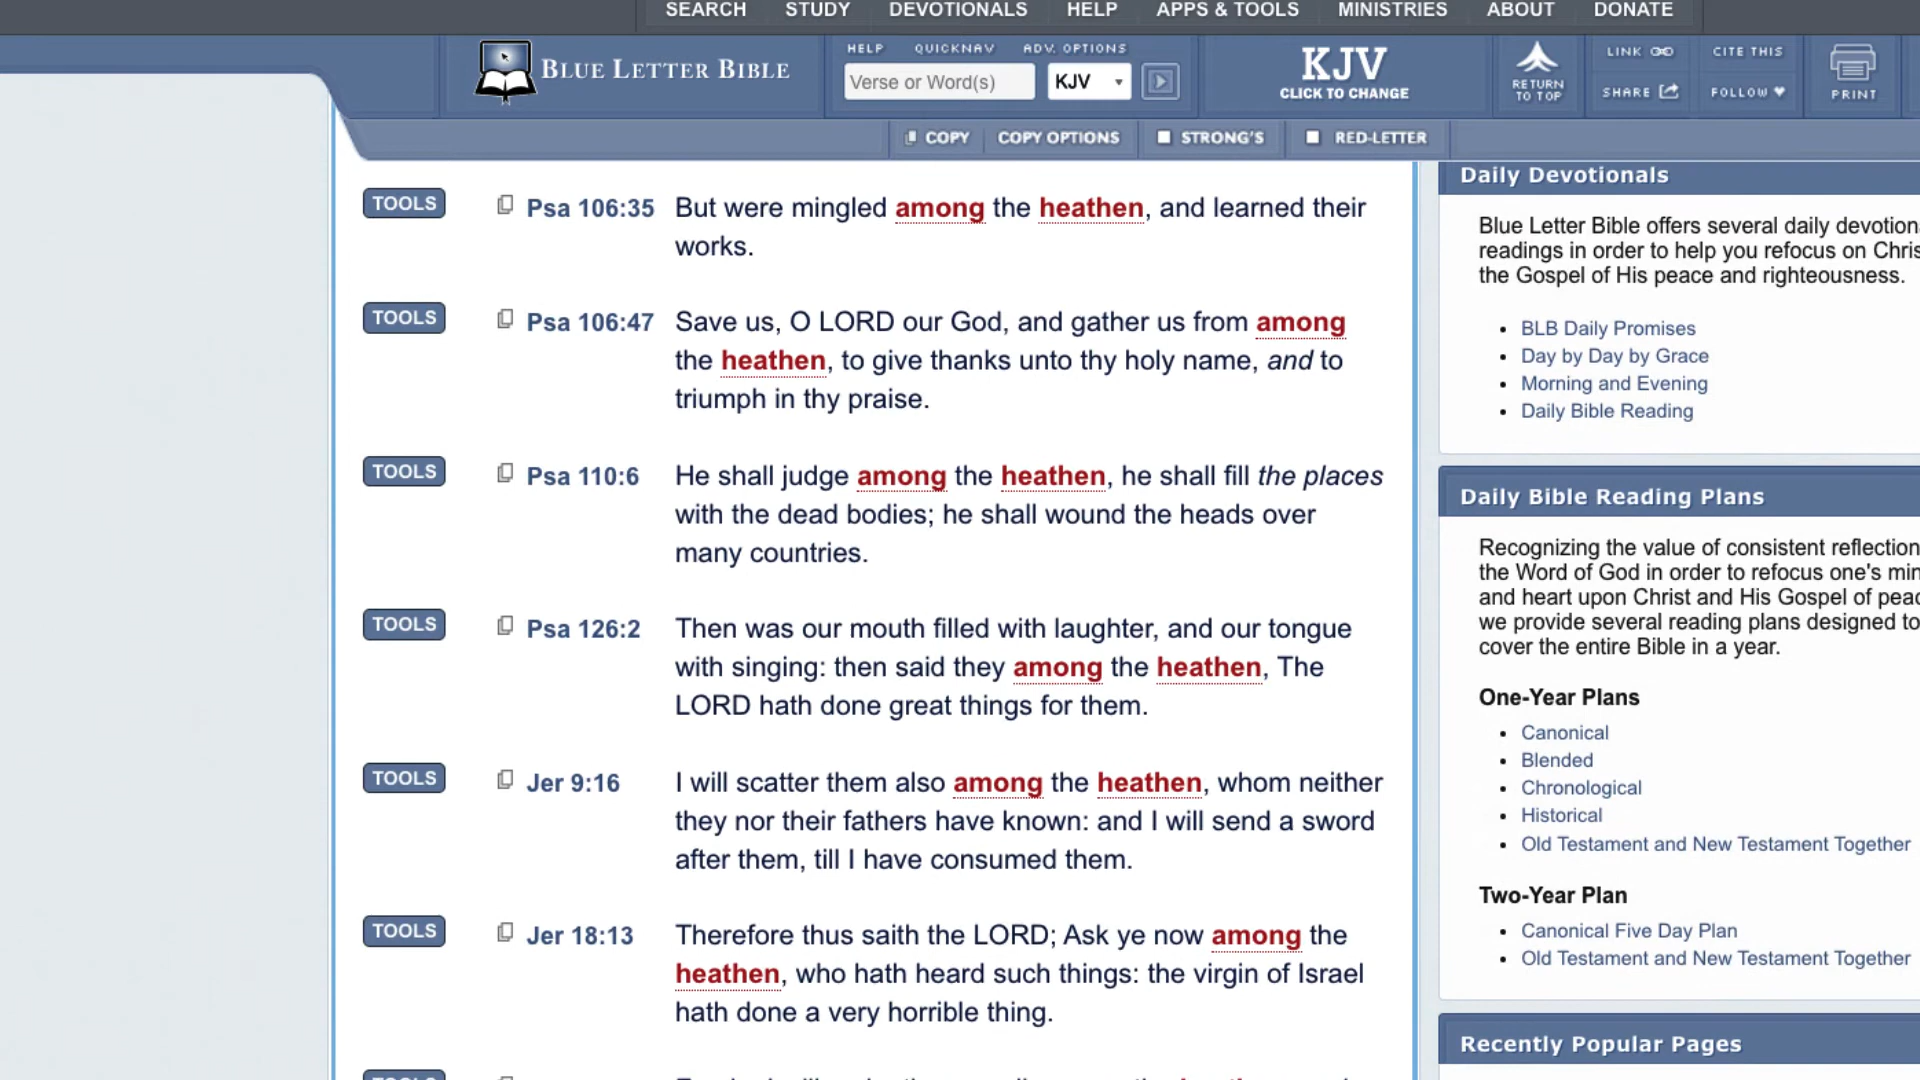 SEARCH STUDY DEVOTIONALS HELP APPS & TOOLS MINISTRIES ABOUT DONATE
BLUE LETTER BIBLE
HELP QUICKNAV ADV. OPTIONS
Verse or Word(s) KJV
KJV
CLICK TO CHANGE
RETURN
TO TOP
LINK CITE THIS
SHARE FOLLOW
PRINT
COPY COPY OPTIONS STRONG'S RED-LETTER
TOOLS Psa 106:35 But were mingled among the heathen, and learned their
works.
TOOLS Psa 106:47 Save us, O LORD our God, and gather us from among
the heathen, to give thanks unto thy holy name, and to
triumph in thy praise.
TOOLS Psa 110:6 He shall judge among the heathen, he shall fill the places
with the dead bodies; he shall wound the heads over
many countries.
TOOLS Psa 126:2 Then was our mouth filled with laughter, and our tongue
with singing: then said they among the heathen, The
LORD hath done great things for them.
TOOLS Jer 9:16 I will scatter them also among the heathen, whom neither
they nor their fathers have known: and I will send a sword
after them, till I have consumed them.
TOOLS Jer 18:13 Therefore thus saith the LORD; Ask ye now among the
heathen, who hath heard such things: the virgin of Israel
hath done a very horrible thing.
Daily Devotionals
Blue Letter Bible offers several daily devotion
readings in order to help you refocus on Chris
the Gospel of His peace and righteousness.
BLB Daily Promises
Day by Day by Grace
Morning and Evening
Daily Bible Reading
Daily Bible Reading Plans
Recognizing the value of consistent reflection
the Word of God in order to refocus one's min
and heart upon Christ and His Gospel of peac
we provide several reading plans designed to
cover the entire Bible in a year.
One-Year Plans
Canonical
Blended
Chronological
Historical
Old Testament and New Testament Together
Two-Year Plan
Canonical Five Day Plan
Old Testament and New Testament Together
Recently Popular Pages